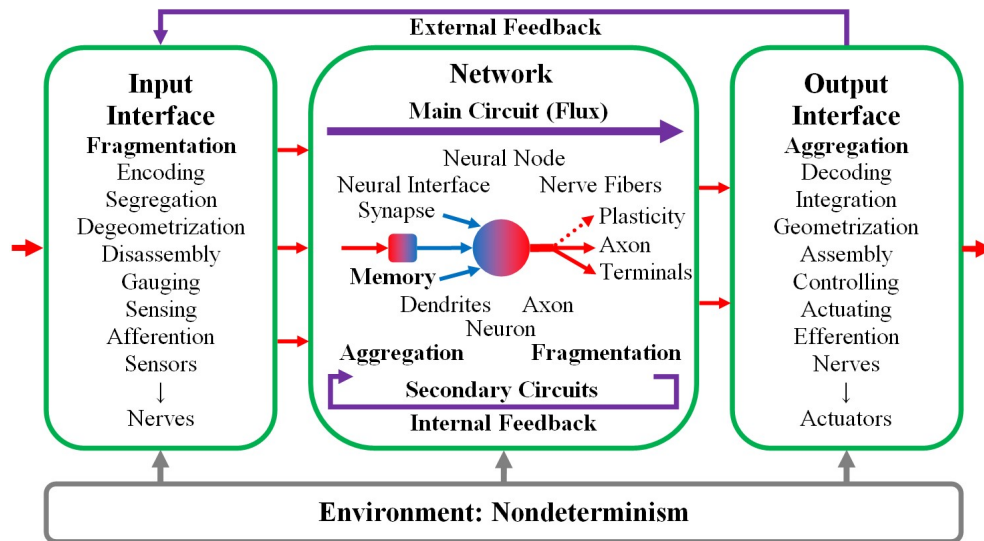 External Feedback
Input
Interface
Fragmentation
Encoding
Segregation
Degeometrization
Disassembly
Gauging
Sensing
Afferention
Sensors
↓
Nerves
Network
Main Circuit (Flux)
Neural Node
Neural Interface
Nerve Fibers
Synapse
Plasticity
Axon
Memory
Terminals
Dendrites
Axon
Neuron
Aggregation
Fragmentation
Secondary Circuits
Internal Feedback
Output
Interface
Aggregation
Decoding
Integration
Geometrization
Assembly
Controlling
Actuating
Efferention
Nerves
↓
Actuators
Environment: Nondeterminism